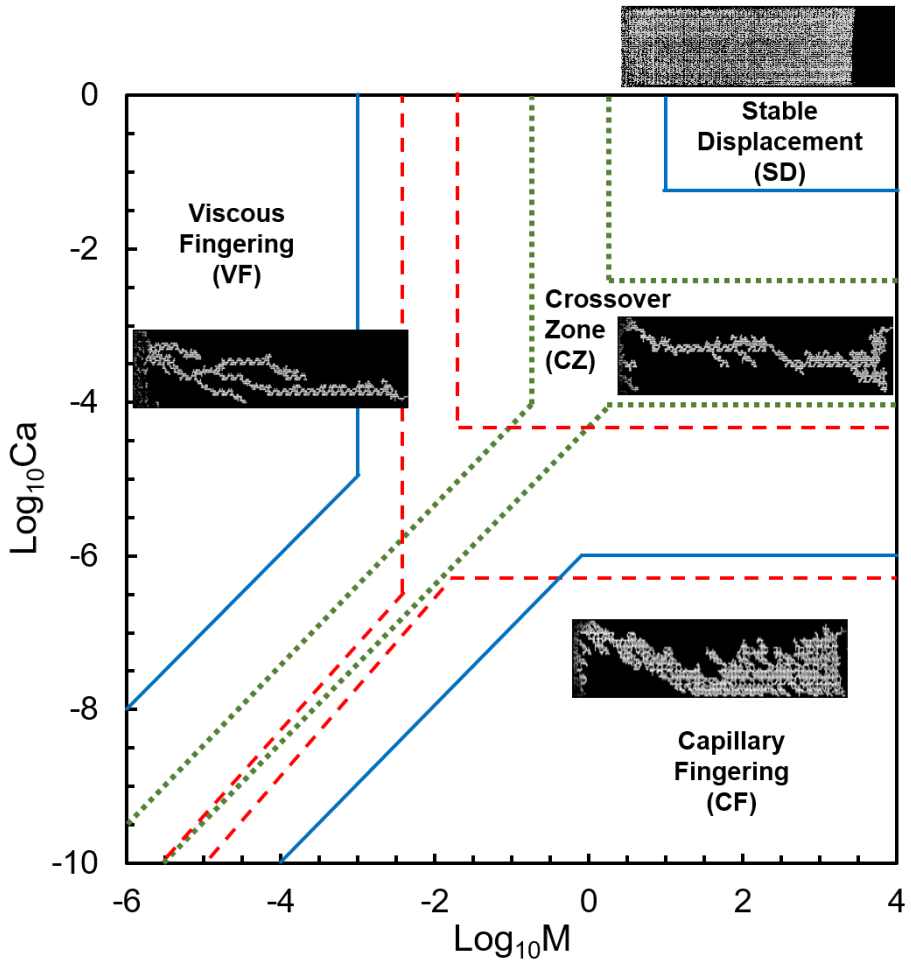 Stable
Displacement
(SD)
Viscous
Fingering
(VF)
Crossover
Zone
(CZ)
Capillary
Fingering
(CF)
0
-2
-4
-6
-8
-10
Log₁₀Ca
-6
-4
-2
0
2
4
Log₁₀M